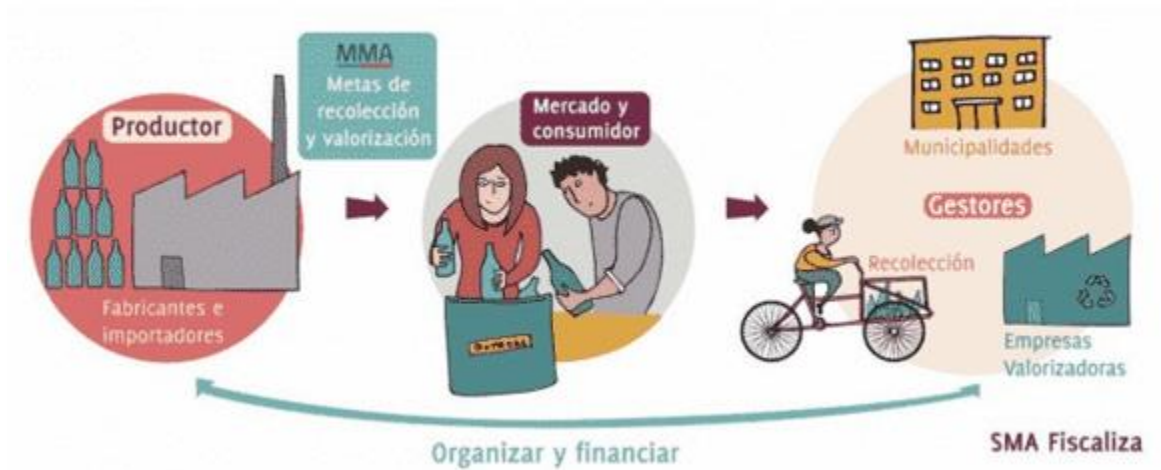 Productor
Fabricantes e
importadores
MMA
Metas de
recolección
y valorización
Mercado y
consumidor
Municipalidades
Gestores
Recolección
Empresas
Valorizadoras
Organizar y financiar
SMA Fiscaliza